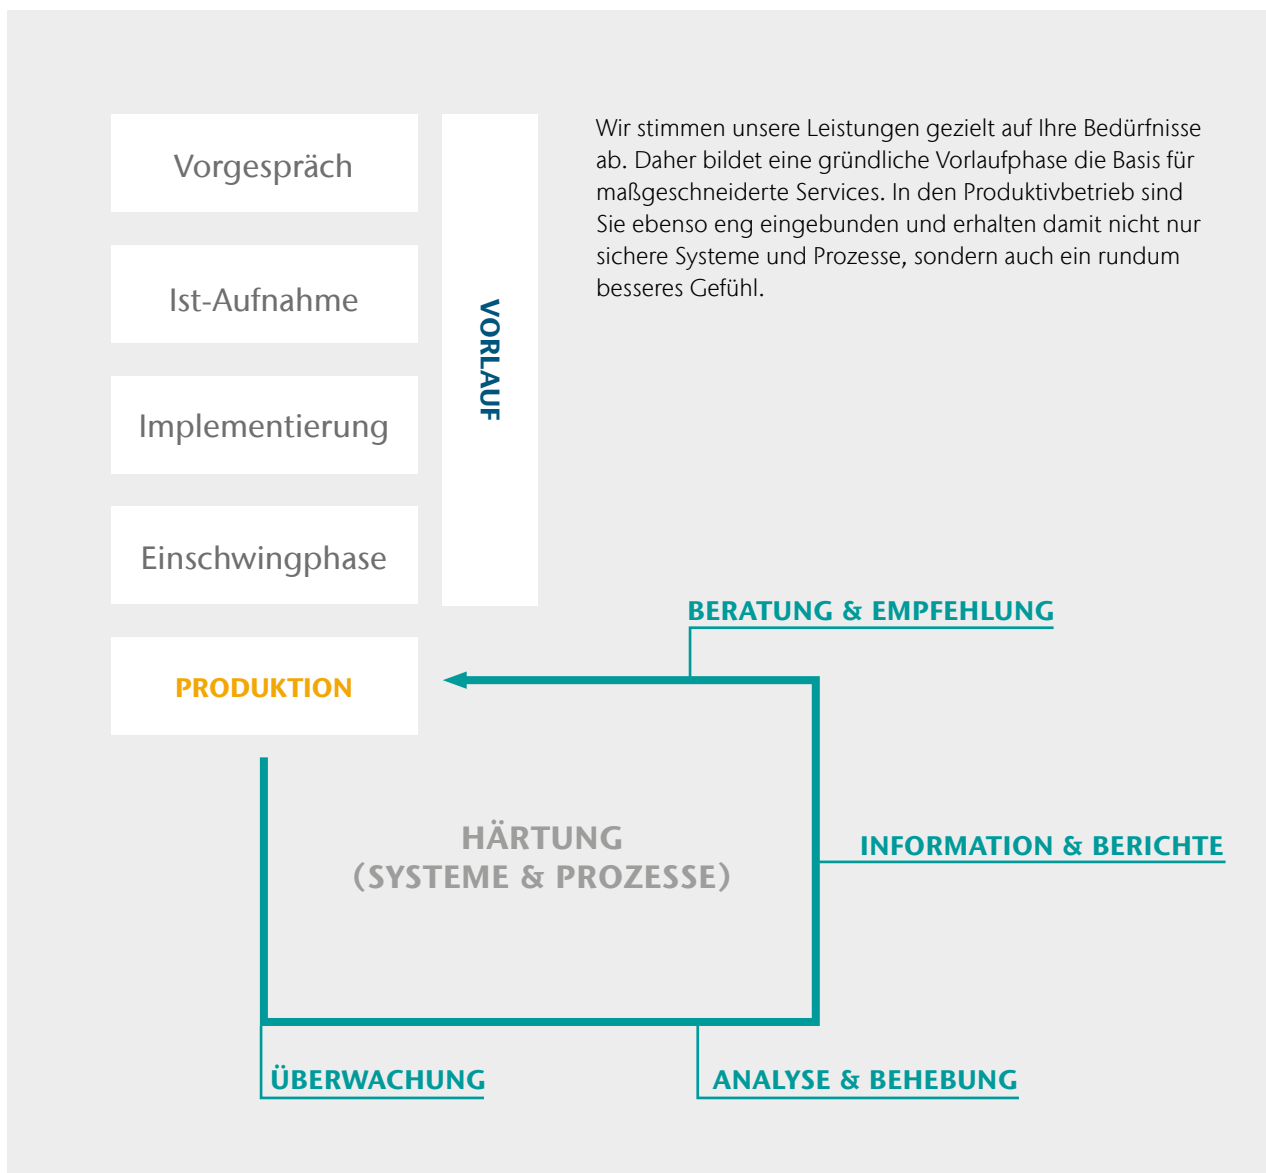 Vorgespräch
Ist-Aufnahme
Implementierung
Einschwingphase
VORLAUF
Wir stimmen unsere Leistungen gezielt auf Ihre Bedürfnisse
ab. Daher bildet eine gründliche Vorlaufphase die Basis für
maßgeschneiderte Services. In den Produktivbetrieb sind
Sie ebenso eng eingebunden und erhalten damit nicht nur
sichere Systeme und Prozesse, sondern auch ein rundum
besseres Gefühl.
PRODUKTION
BERATUNG & EMPFEHLUNG
HÄRTUNG
(SYSTEME & PROZESSE)
INFORMATION & BERICHTE
ÜBERWACHUNG
ANALYSE & BEHEBUNG